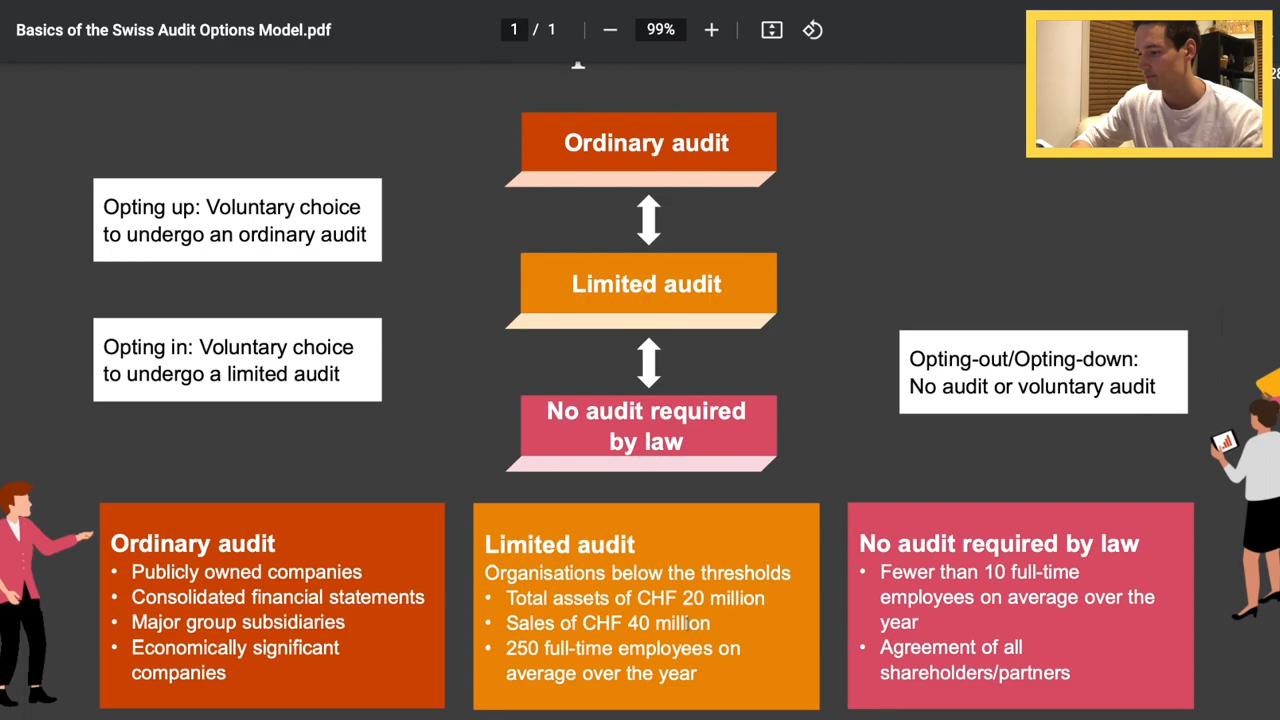 Basics of the Swiss Audit Options Model.pdf
1 / 1
99%
Ordinary audit
Opting up: Voluntary choice
to undergo an ordinary audit
Limited audit
Opting in: Voluntary choice
to undergo a limited audit
Opting-out/Opting-down:
No audit or voluntary audit
No audit required
by law
Ordinary audit
• Publicly owned companies
• Consolidated financial statements
• Major group subsidiaries
• Economically significant
companies
Limited audit
Organisations below the thresholds
• Total assets of CHF 20 million
• Sales of CHF 40 million
• 250 full-time employees on
average over the year
No audit required by law
• Fewer than 10 full-time
employees on average over the
year
• Agreement of all
shareholders/partners